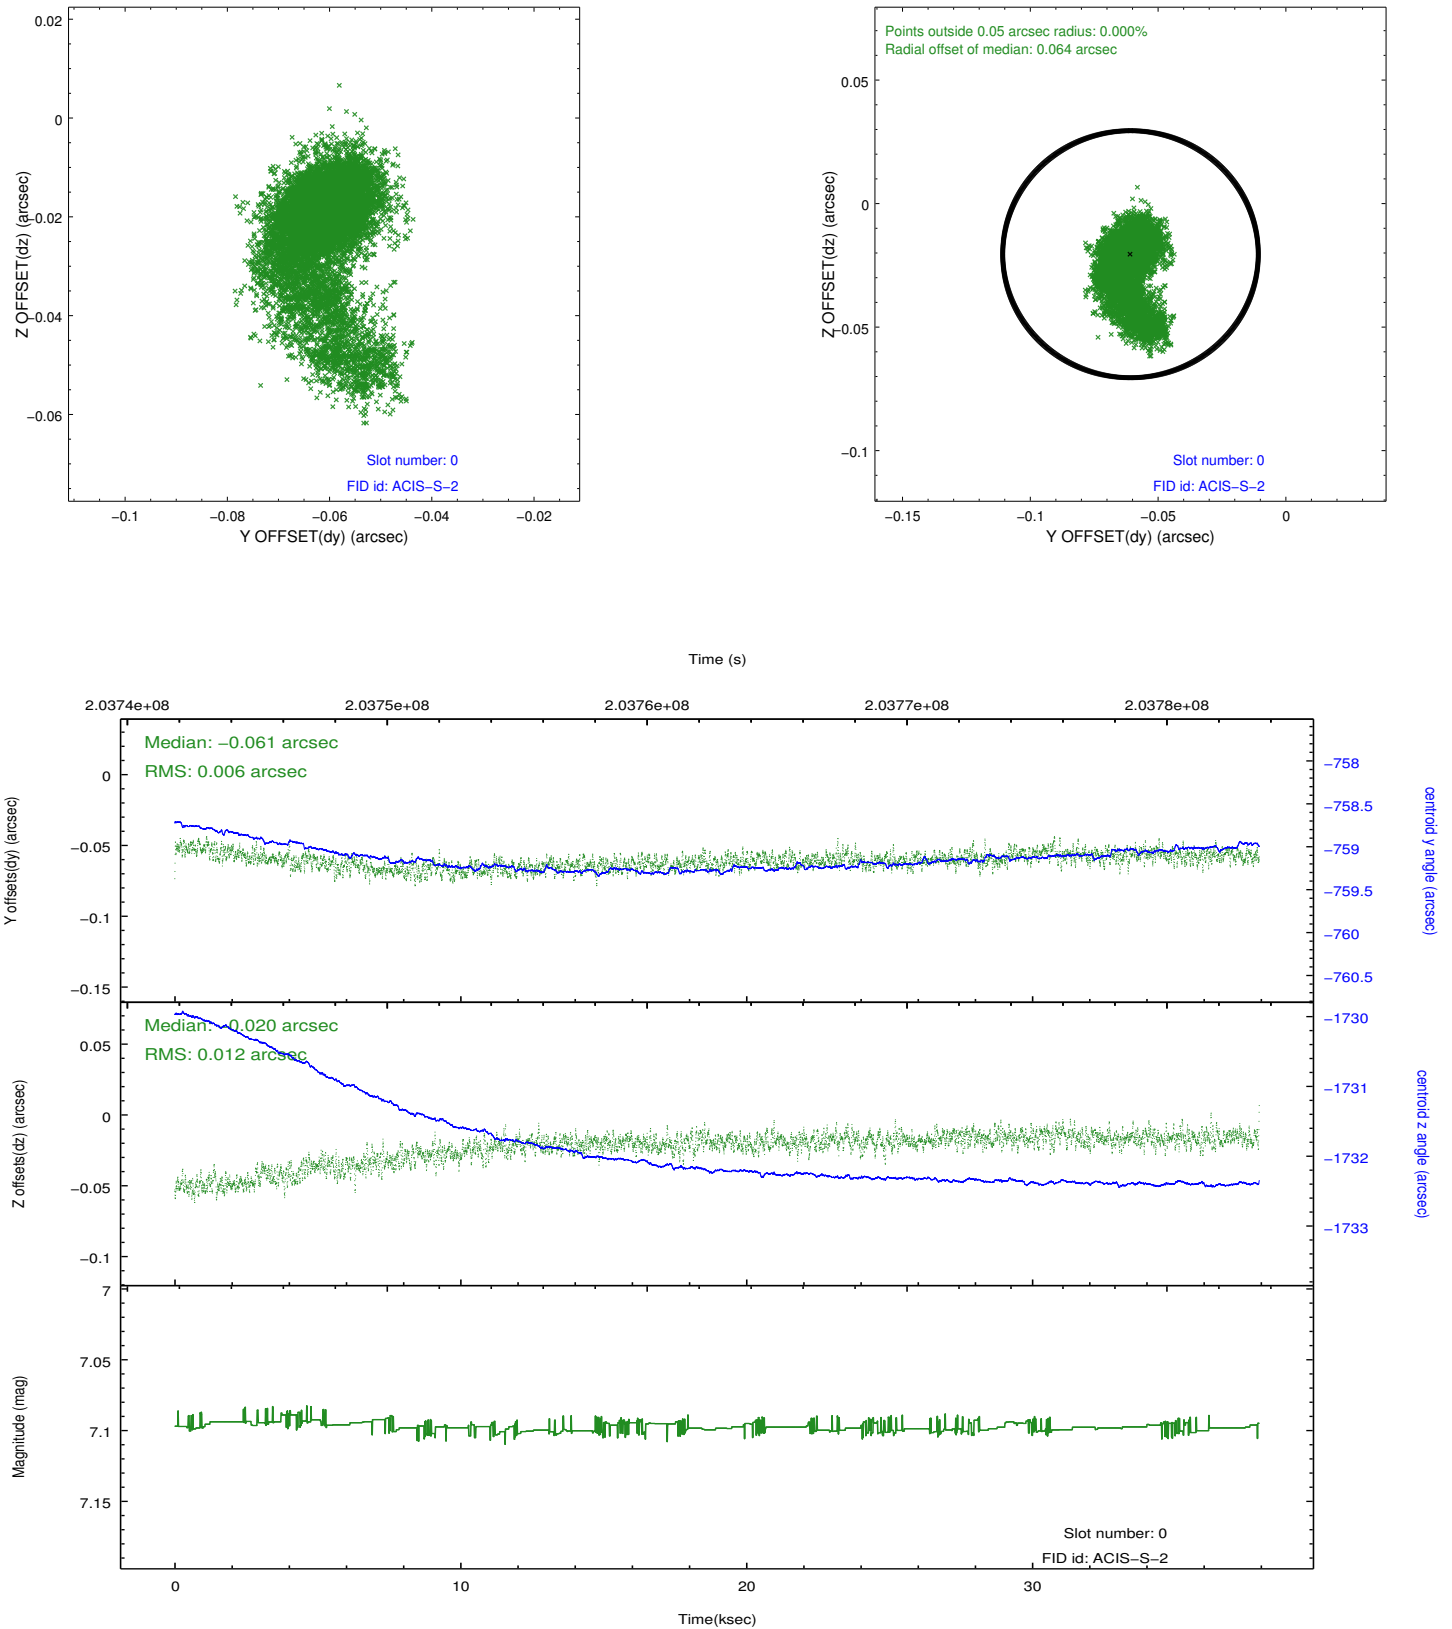 0.02
0
−0.02
−0.04
−0.06
Z OFFSET(dz) (arcsec)
Slot number: 0
FID id: ACIS−S−2
−0.1
−0.08
−0.06
−0.04
−0.02
Y OFFSET(dy) (arcsec)
Points outside 0.05 arcsec radius: 0.000%
Radial offset of median: 0.064 arcsec
0.05
0
−0.05
−0.1
Z OFFSET(dz) (arcsec)
Slot number: 0
FID id: ACIS−S−2
−0.15
−0.1
−0.05
0
Y OFFSET(dy) (arcsec)
Time (s)
2.0374e+08
2.0375e+08
2.0376e+08
2.0377e+08
2.0378e+08
Median: −0.061 arcsec
RMS: 0.006 arcsec
0
−0.05
−0.1
−0.15
Y offsets(dy) (arcsec)
−758
−758.5
−759
−759.5
−760
−760.5
centroid y angle (arcsec)
Median: −0.020 arcsec
RMS: 0.012 arcsec
0.05
0
−0.05
−0.1
Z offsets(dz) (arcsec)
−1730
−1731
−1732
−1733
centroid z angle (arcsec)
7
7.05
7.1
7.15
Magnitude (mag)
Slot number: 0
FID id: ACIS−S−2
0
10
20
30
Time(ksec)